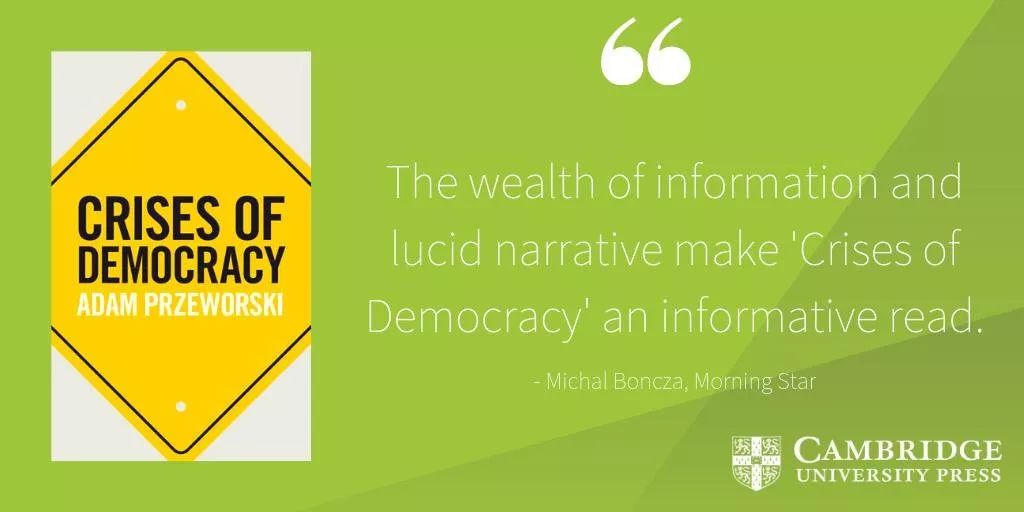 CRISES OF
DEMOCRACY
ADAM PRZEWORSKI
The wealth of information and
lucid narrative make 'Crises of
Democracy' an informative read.
- Michal Boncza, Morning Star
CAMBRIDGE
UNIVERSITY PRESS